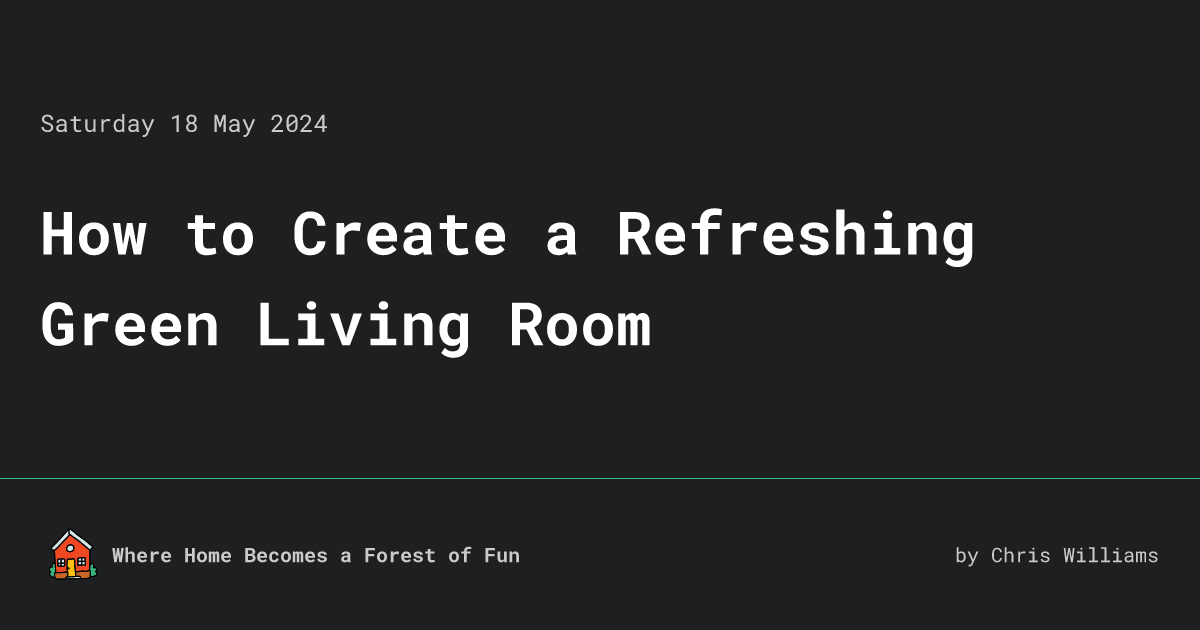 Saturday 18 May 2024
How to Create a Refreshing
Green Living Room
Where Home Becomes a Forest of Fun
by Chris Williams